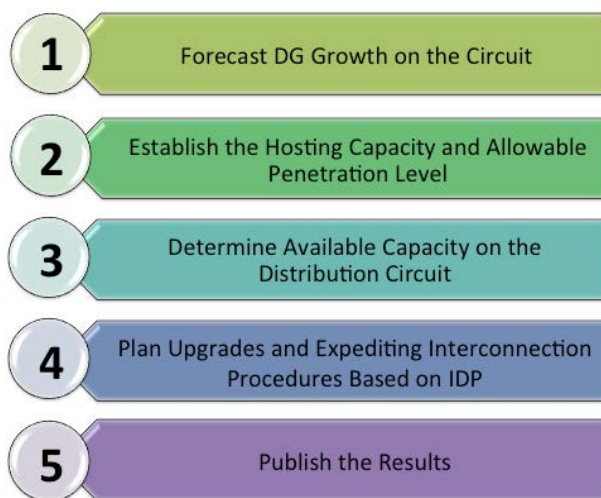 1
Forecast DG Growth on the Circuit
2
Establish the Hosting Capacity and Allowable
Penetration Level
3
Determine Available Capacity on the
Distribution Circuit
4
Plan Upgrades and Expediting Interconnection
Procedures Based on IDP
5
Publish the Results